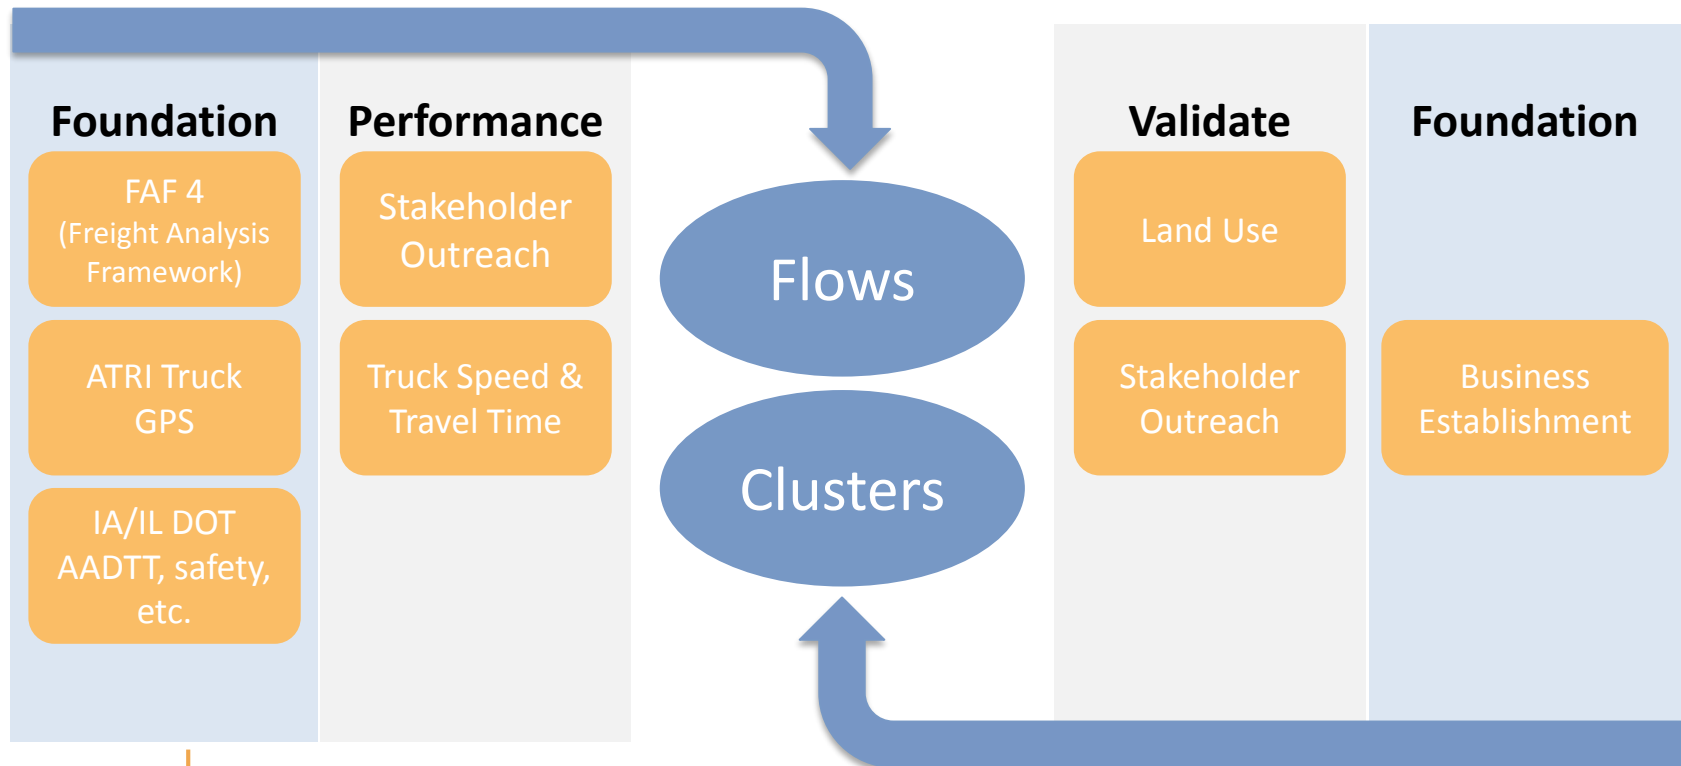 Foundation
FAF 4
(Freight Analysis
Framework)
ATRI Truck
GPS
IA/IL DOT
AADTT, safety,
etc.
Performance
Stakeholder
Outreach
Truck Speed &
Travel Time
Flows
Clusters
Validate
Land Use
Stakeholder
Outreach
Foundation
Business
Establishment